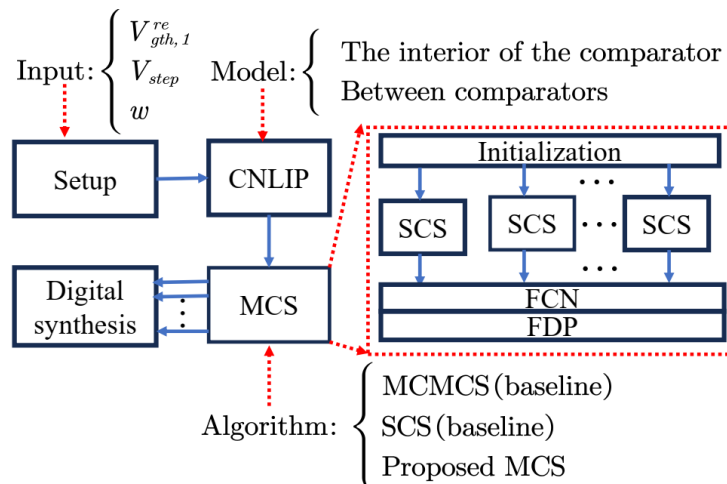 V^{re}_{gth, 1}
Input: V_{step} Model: The interior of the comparator
w Between comparators
Setup CNLIP Initialization
...
SCS SCS ... SCS
...
Digital synthesis MCS FCN
FDP
Algorithm: MCMCS(baseline)
SCS(baseline)
Proposed MCS